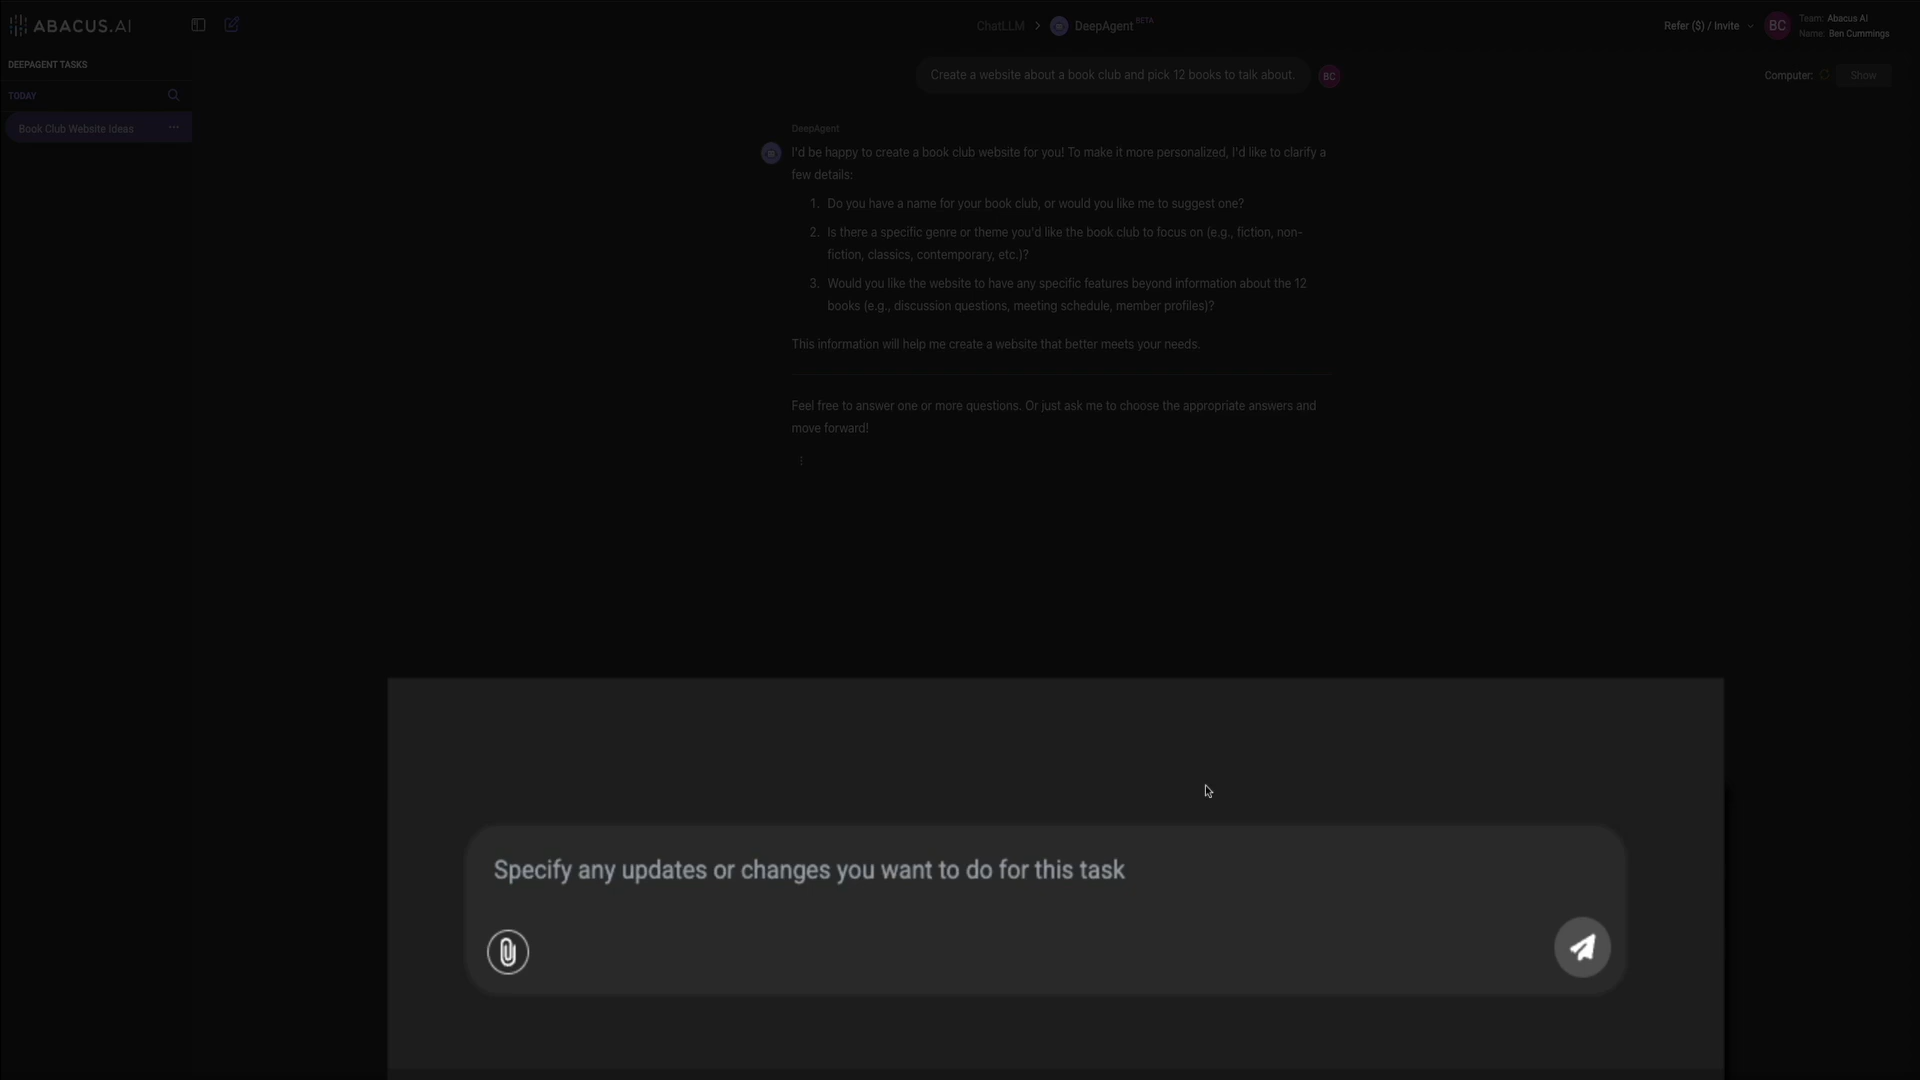 ABACUS.AI
ChatLLM > DeepAgent BETA
Refer ($) / Invite
BC
Team: Abacus AI
Name: Ben Cummings
DEEPAGENT TASKS
TODAY
Book Club Website Ideas
Create a website about a book club and pick 12 books to talk about.
BC
Computer:
Show
DeepAgent
I'd be happy to create a book club website for you! To make it more personalized, I'd like to clarify a
few details:
1. Do you have a name for your book club, or would you like me to suggest one?
2. Is there a specific genre or theme you'd like the book club to focus on (e.g., fiction, non-
fiction, classics, contemporary, etc.)?
3. Would you like the website to have any specific features beyond information about the 12
books (e.g., discussion questions, meeting schedule, member profiles)?
This information will help me create a website that better meets your needs.
Feel free to answer one or more questions. Or just ask me to choose the appropriate answers and
move forward!
Specify any updates or changes you want to do for this task